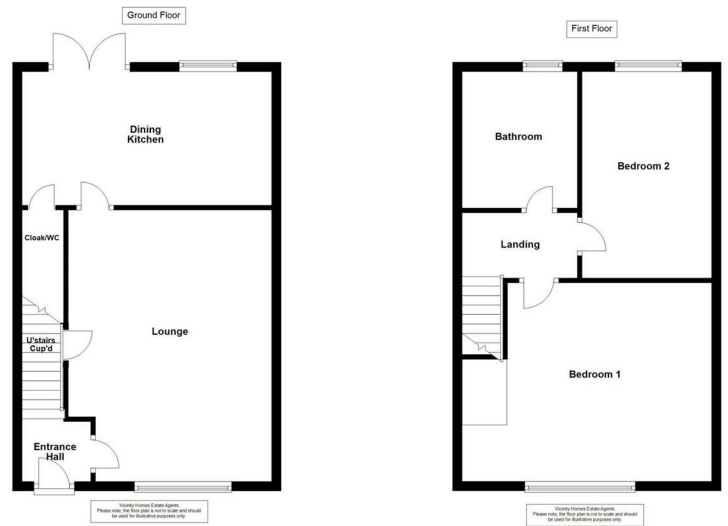 Ground Floor
Dining
Kitchen
Cloak/WC
U'stairs
Cup'd
Lounge
Entrance
Hall
Vicinity Homes Estate Agents
Please note, the floor plan is not to scale and should
be used for illustrative purposes only.
First Floor
Bathroom
Bedroom 2
Landing
Bedroom 1
Vicinity Homes Estate Agents
Please note, the floor plan is not to scale and should
be used for illustrative purposes only.